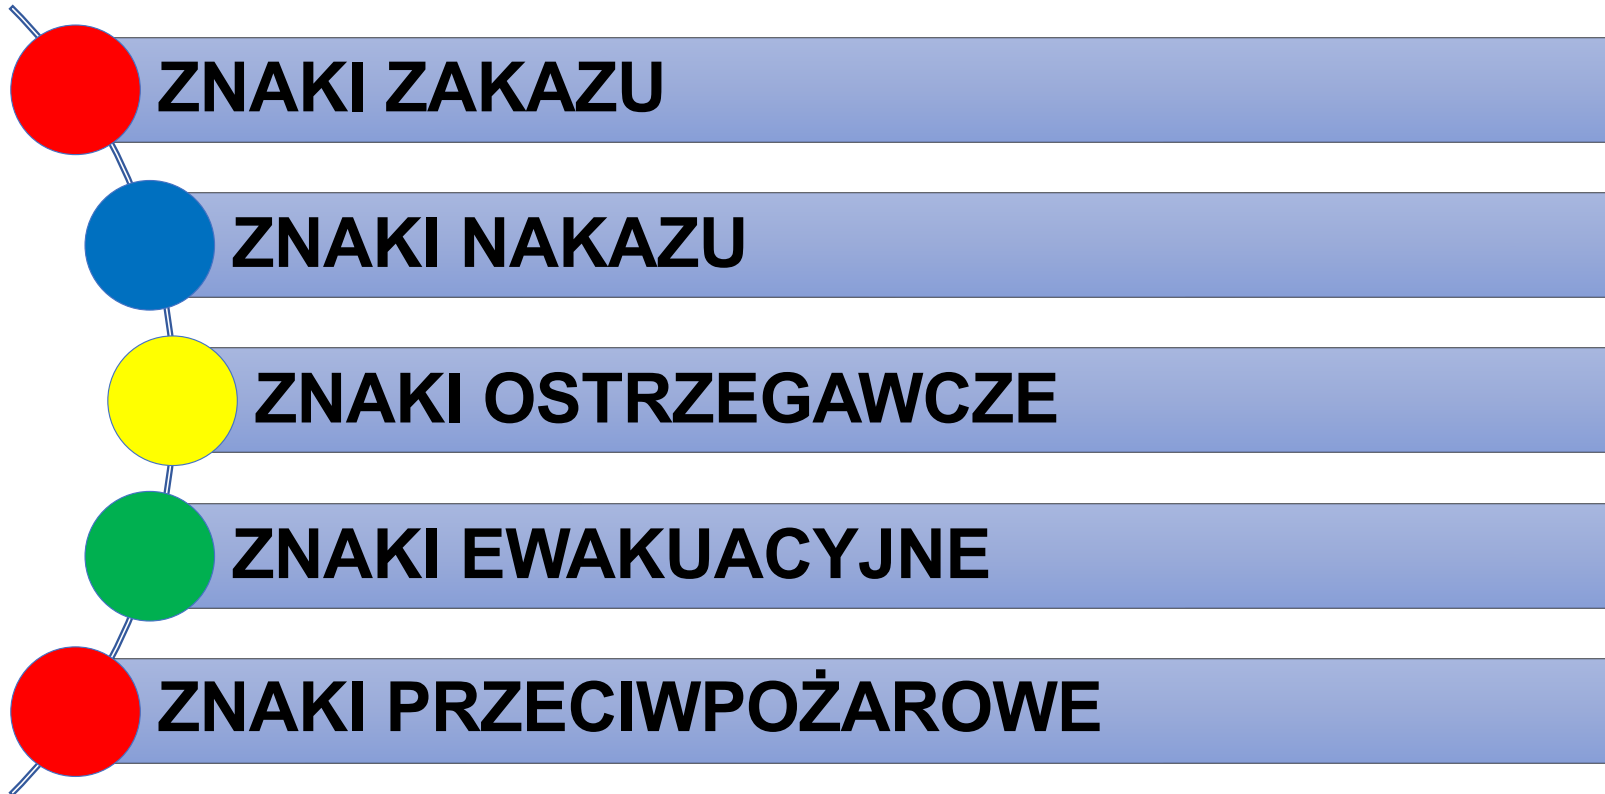 ZNAKI ZAKAZU
ZNAKI NAKAZU
ZNAKI OSTRZEGAWCZE
ZNAKI EWAKUACYJNE
ZNAKI PRZECIWPOŻAROWE